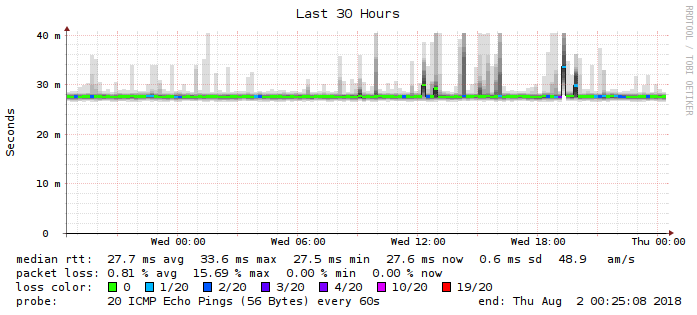 Last 30 Hours
RRDTOOL / TOBI OETIKER
Seconds
40 m
30 m
20 m
10 m
0
Wed 00:00 Wed 06:00 Wed 12:00 Wed 18:00 Thu 00:00
median rtt: 27.7 ms avg 33.6 ms max 27.5 ms min 27.6 ms now 0.6 ms sd 48.9 am/s
packet loss: 0.81 % avg 15.69 % max 0.00 % min 0.00 % now
loss color: 0 1/20 2/20 3/20 4/20 10/20 19/20
probe: 20 ICMP Echo Pings (56 Bytes) every 60s end: Thu Aug 2 00:25:08 2018